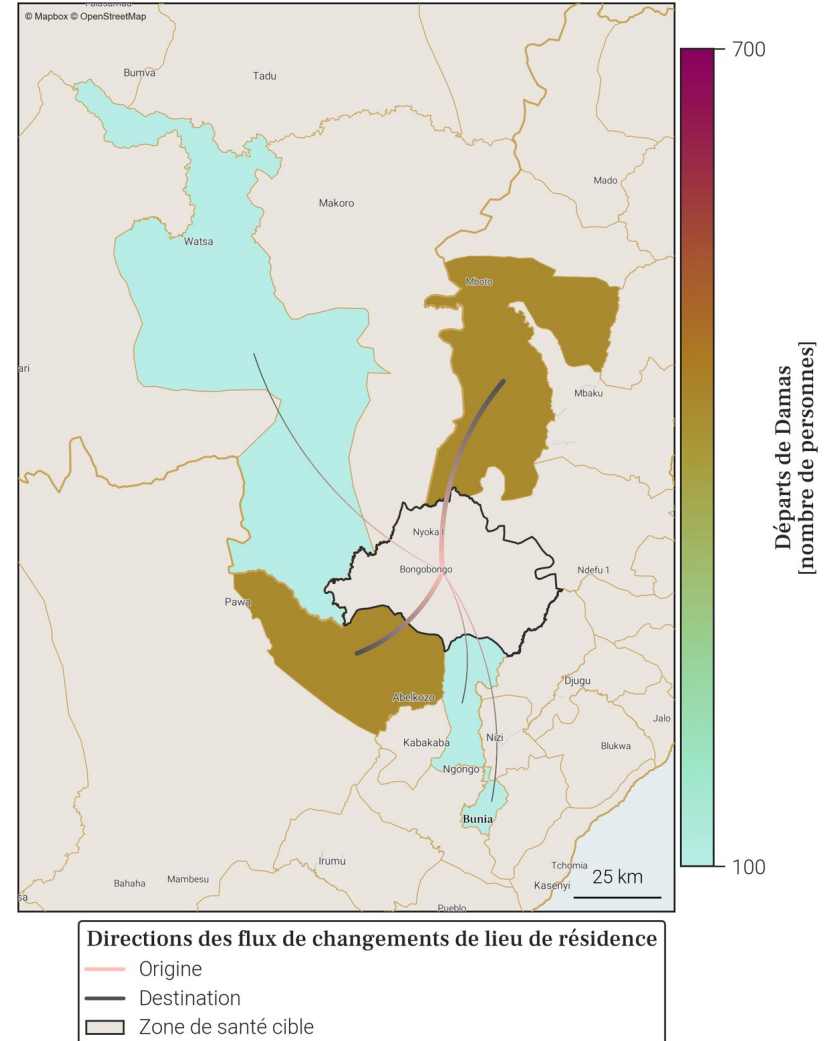 © Mapbox © OpenStreetMap
Bumva
Tadu
Mado
Makoro
Watsa
Mboto
Mbaku
Nyoka I
Bongobongo
Ndefu 1
Pawa
Djugu
Abelkozo
Jalo
Kabakaba
Nizi
Blukwa
Ngongo
Bunia
Irumu
Tchomia
Bahaha
Mambesu
Kasenyi
25 km
Pueblo
700
100
Départs de Damas
[nombre de personnes]
Directions des flux de changements de lieu de résidence
Origine
Destination
Zone de santé cible